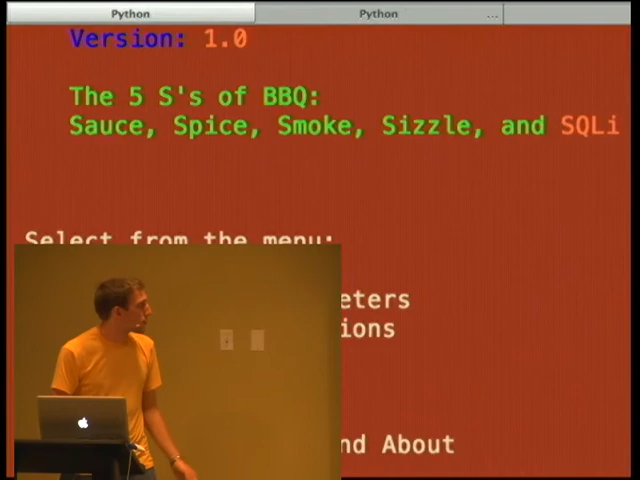 Python
Python
...
Version: 1.0
The 5 S's of BBQ:
Sauce, Spice, Smoke, Sizzle, and SQLi
Select from the menu:
eters
ions
nd About